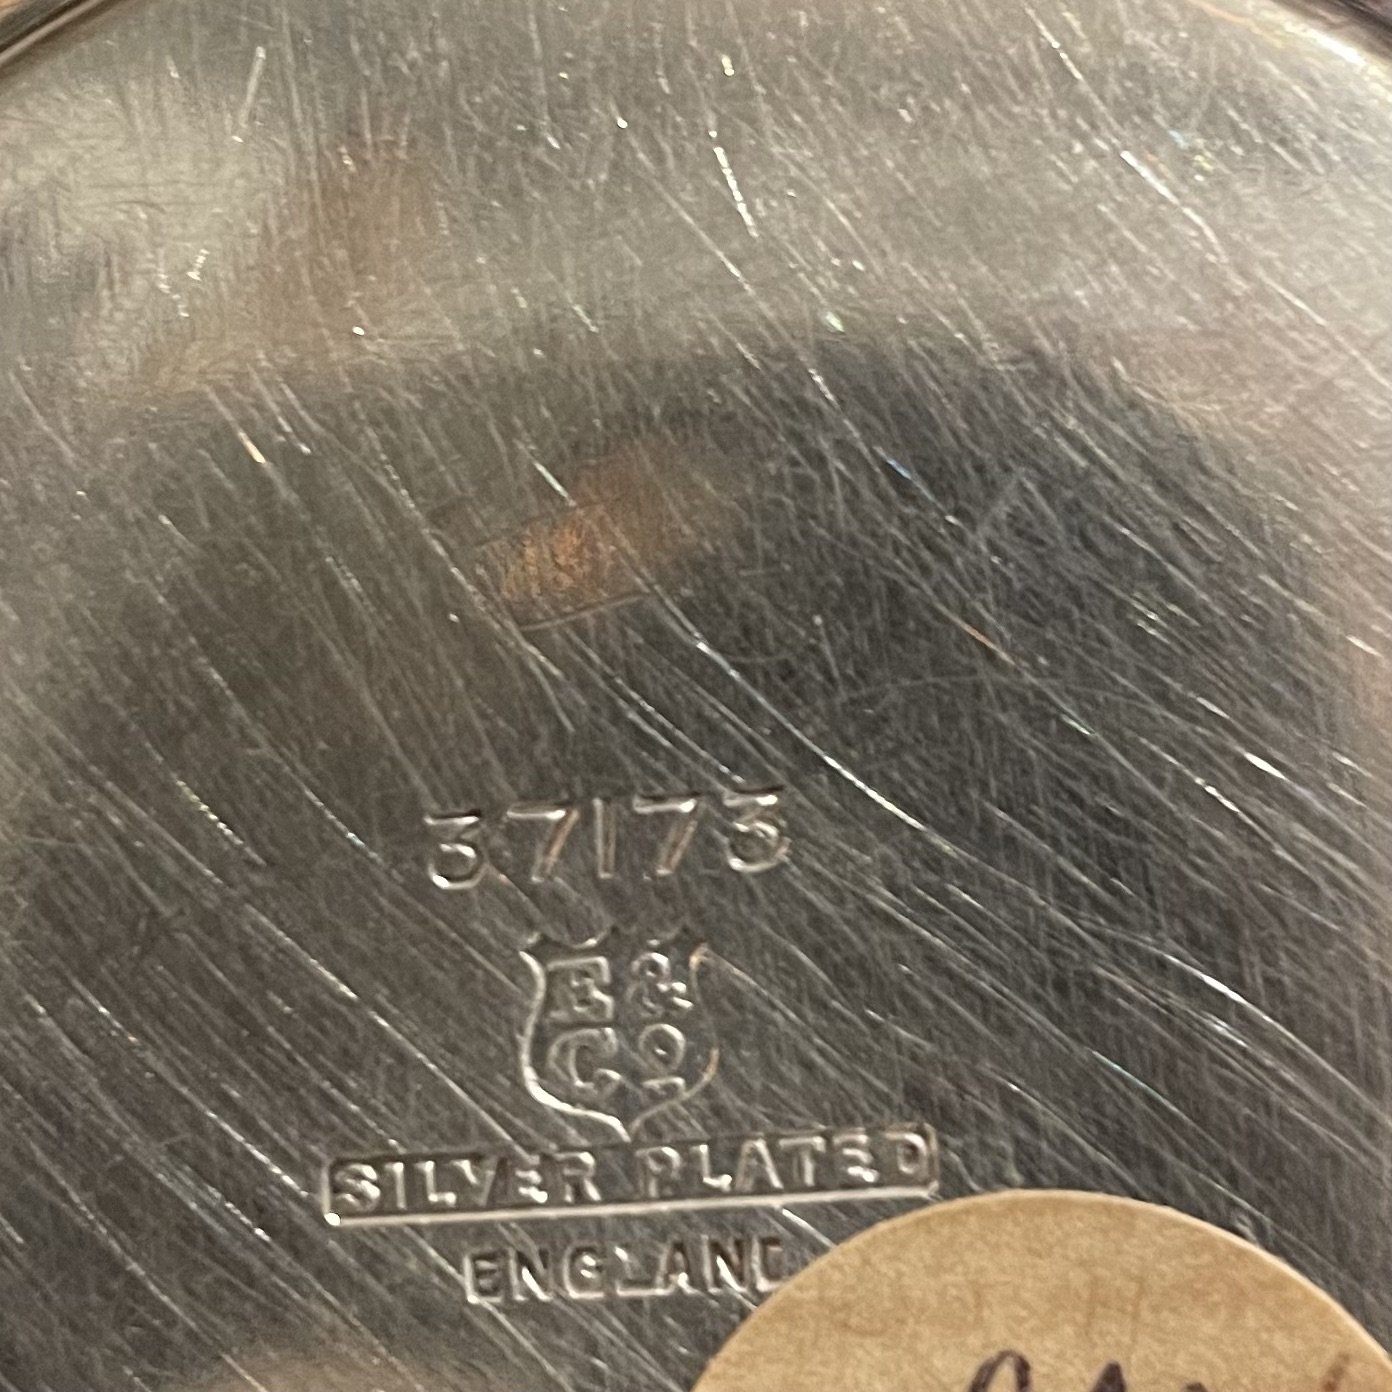 37173
E &
Co
SILVER PLATED
ENGLAND